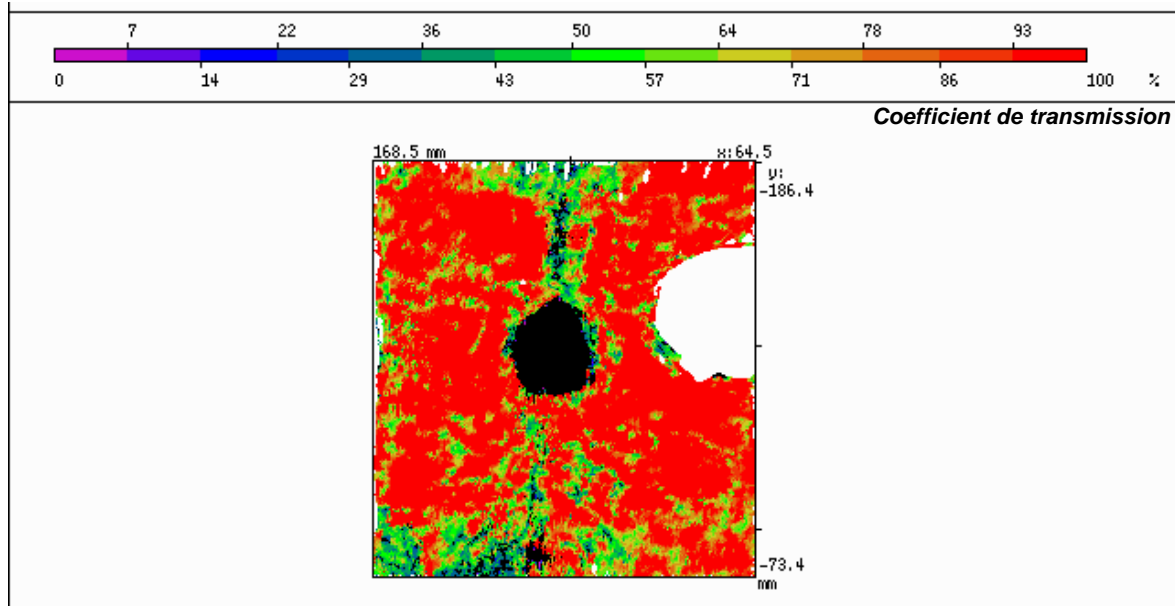 7 22 36 50 64 78 93
0 14 29 43 57 71 86 100 %
Coefficient de transmission
168.5 mm x:64.5
y:
-186.4
-73.4
mm